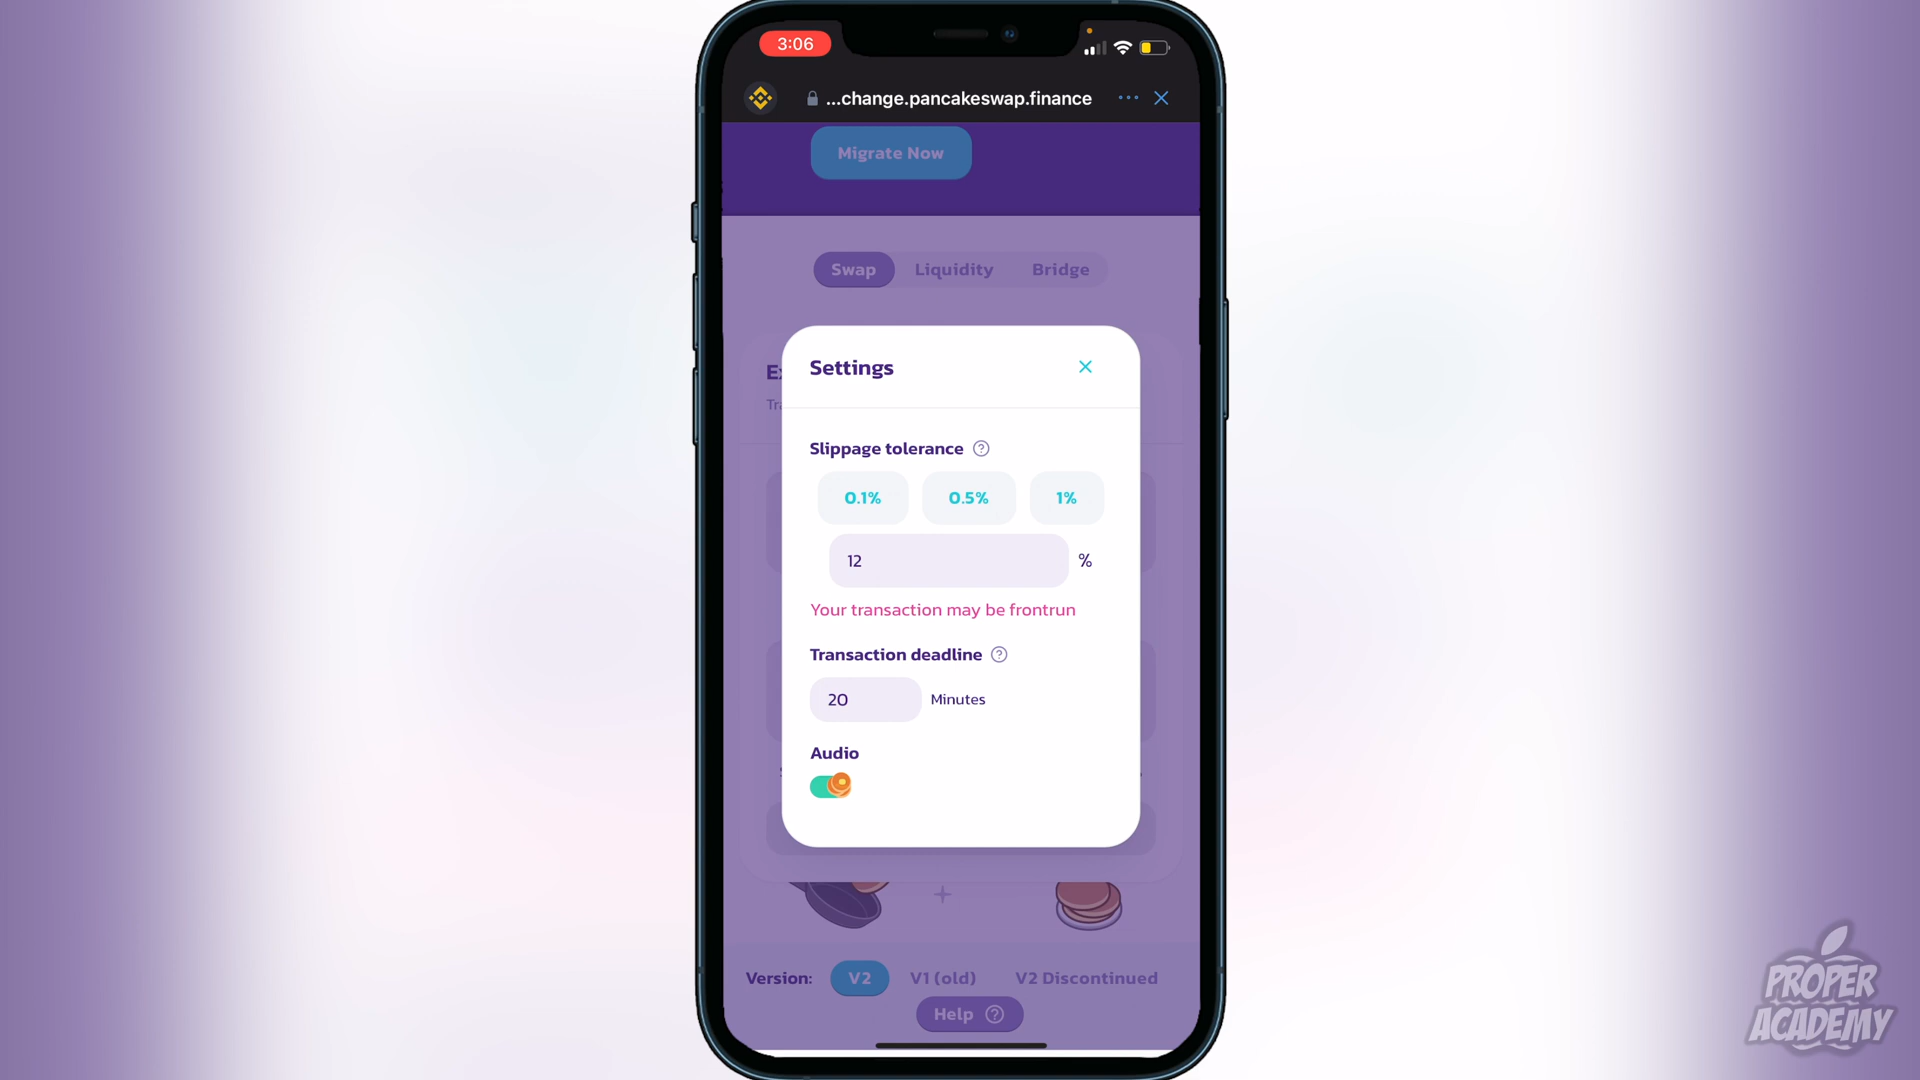 3:06
...change.pancakeswap.finance
Migrate Now
Swap Liquidity Bridge
Settings
Slippage tolerance ?
0.1% 0.5% 1%
12 %
Your transaction may be frontrun
Transaction deadline ?
20 Minutes
Audio
Version: V2 V1 (old) V2 Discontinued
Help ?
PROPER
ACADEMY